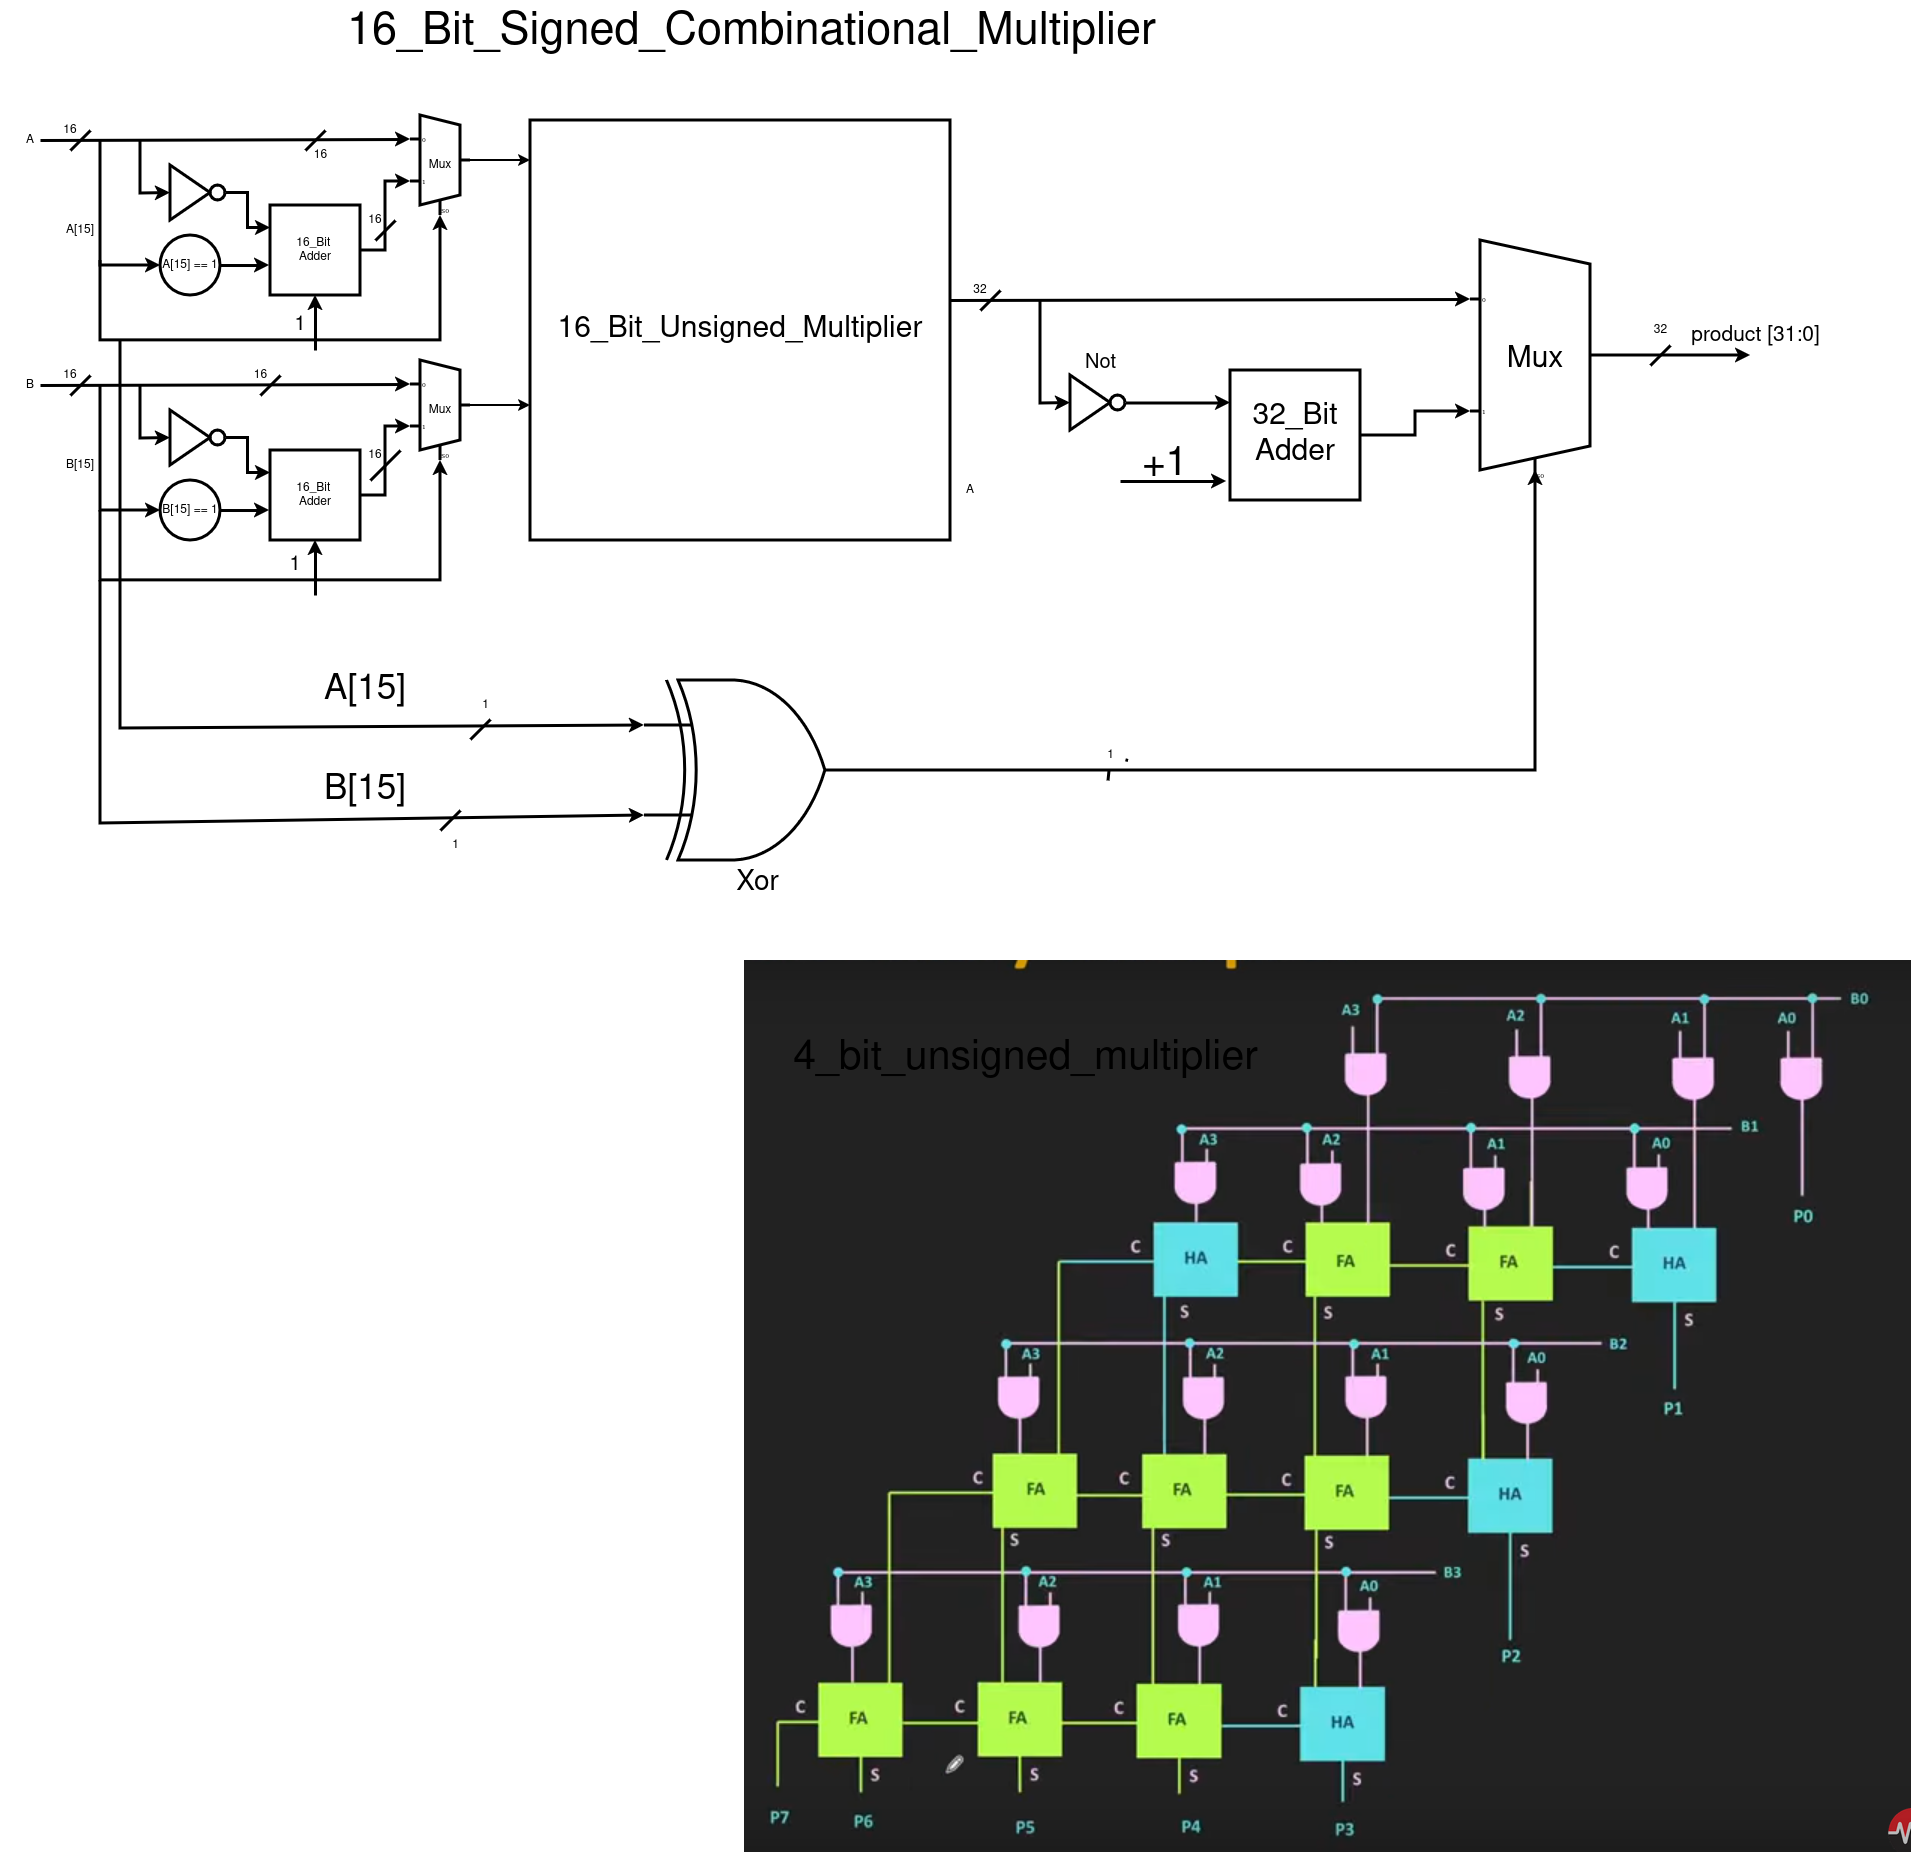 16_Bit_Signed_Combinational_Multiplier
A
16
16
Mux
A[15]
A[15] == 1
16_Bit
Adder
16
1
B
16
16
Mux
B[15]
B[15] == 1
16_Bit
Adder
16
1
16_Bit_Unsigned_Multiplier
A
32
Not
+1
32_Bit
Adder
Mux
32
product [31:0]
A[15]
1
B[15]
1
Xor
1
.
4_bit_unsigned_multiplier
A3
A2
A1
A0
B0
A3
A2
A1
A0
B1
P0
C
HA
C
FA
C
FA
C
HA
S
S
S
S
A3
A2
A1
A0
B2
P1
C
FA
C
FA
C
FA
C
HA
S
S
S
S
A3
A2
A1
A0
B3
P2
C
FA
C
FA
C
FA
C
HA
S
S
S
S
P7
P6
P5
P4
P3